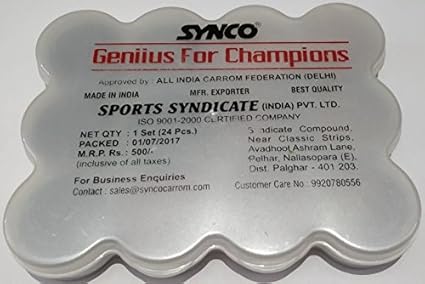 SYNCO®
Geniius For Champions
Approved by : ALL INDIA CARROM FEDERATION (DELHI)
MADE IN INDIA MFR. EXPORTER BEST QUALITY
SPORTS SYNDICATE (INDIA) PVT. LTD.
ISO 9001-2000 CERTIFIED COMPANY
NET QTY : 1 Set (24 Pcs.)
PACKED : 01/07/2017
M.R.P. Rs: 500/-
(inclusive of all taxes)
For Business Enquiries
Contact : sales@syncocarrom.com
S ndicate Compound,
Near Classic Strips,
Avadhoot,Ashram Lane,
Pelhar, Nallasopara (E),
Dist. Palghar - 401 203.
Customer Care No : 9920780556